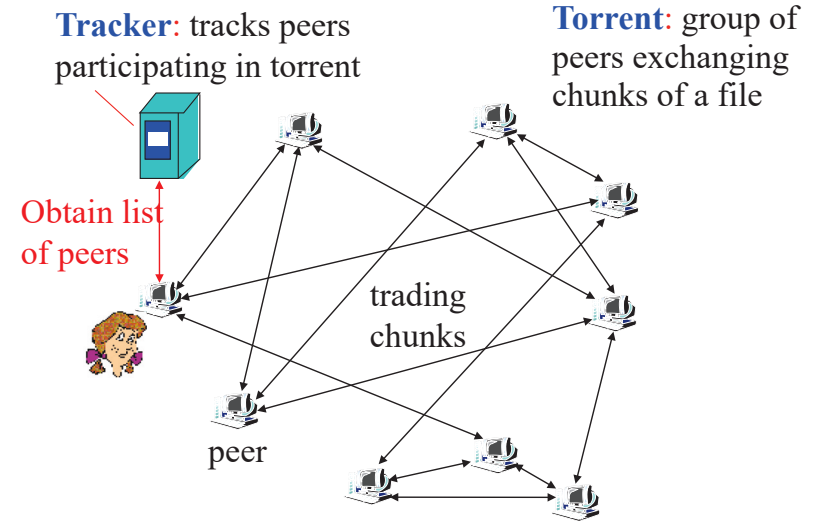 Tracker: tracks peers
participating in torrent
Torrent: group of
peers exchanging
chunks of a file
Obtain list
of peers
trading
chunks
peer